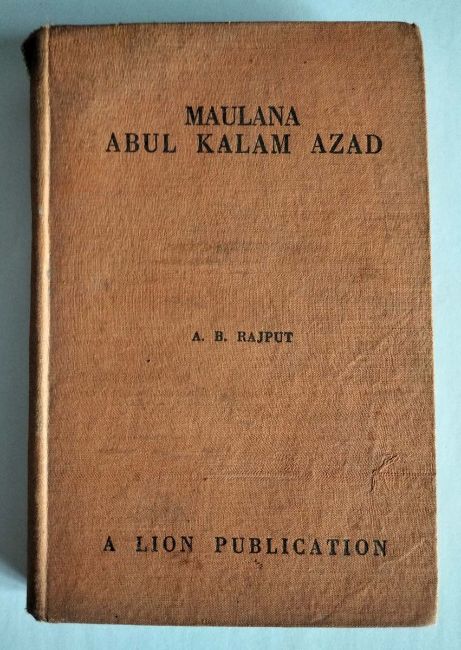 MAULANA
ABUL KALAM AZAD
A. B. RAJPUT
A LION PUBLICATION